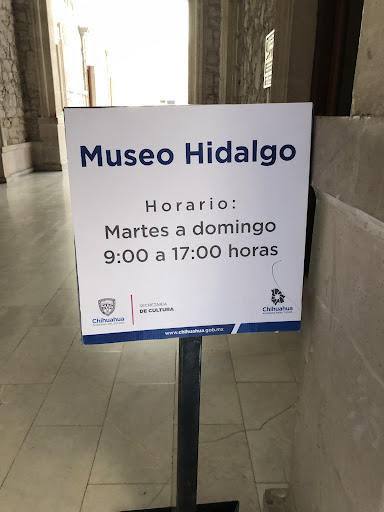 Museo Hidalgo
Horario:
Martes a domingo
9:00 a 17:00 horas
Chihuahua
SECRETARÍA
DE CULTURA
Chihuahua
www.chihuahua.gob.mx